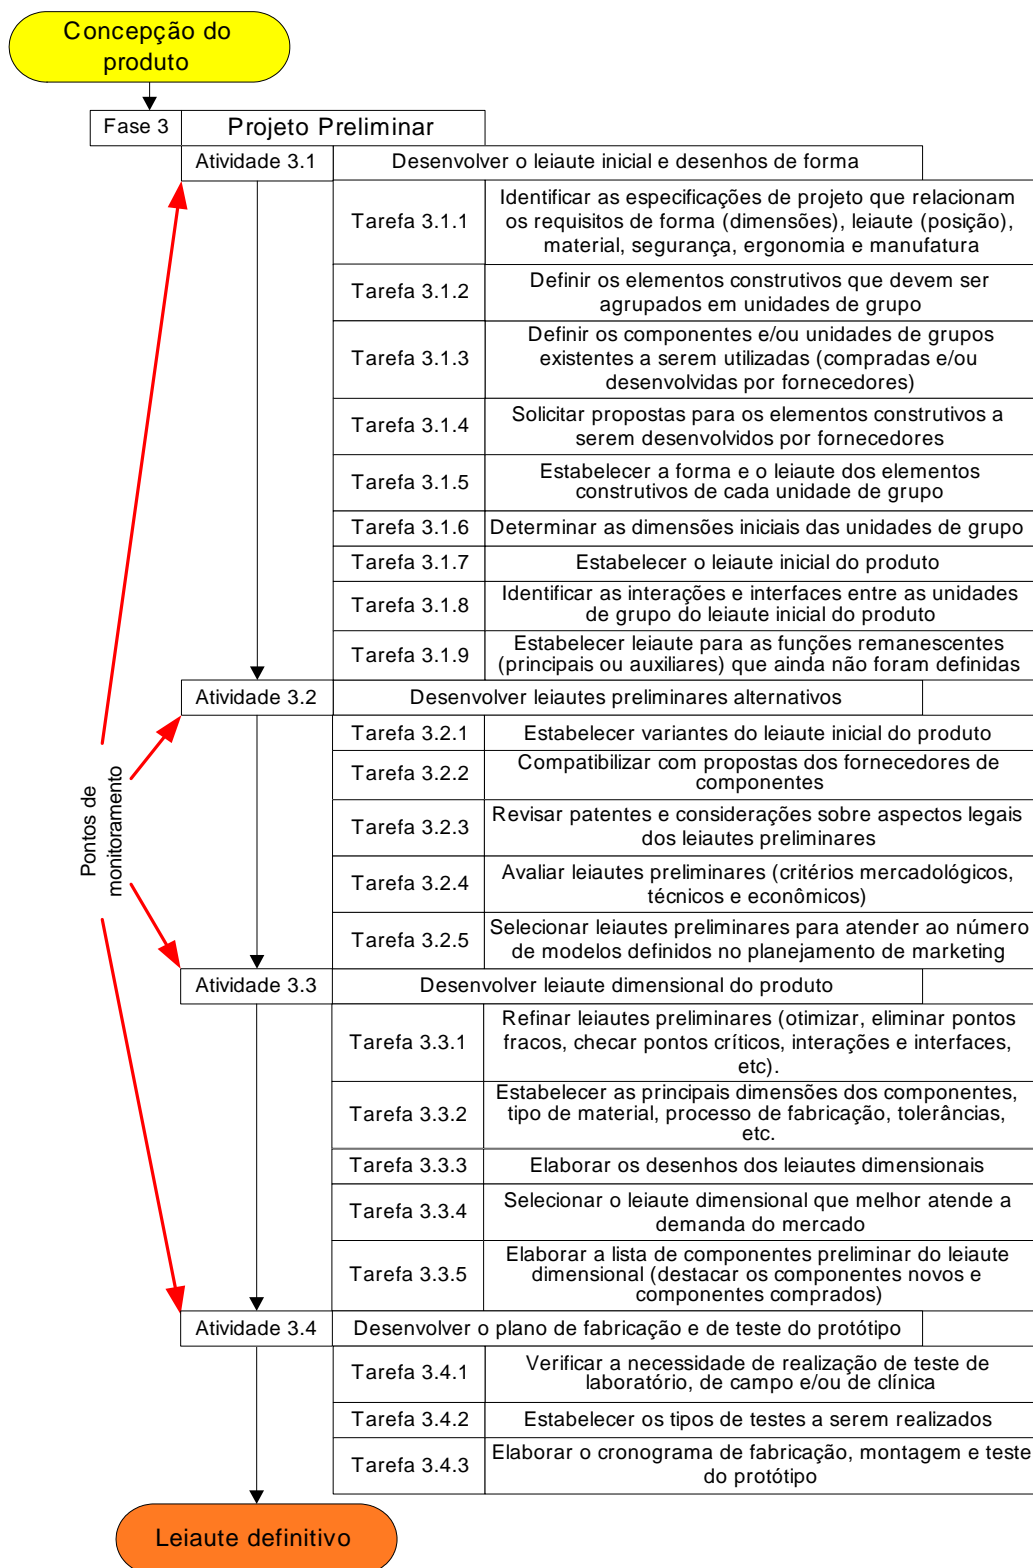 Concepção do
produto
Fase 3
Projeto Preliminar
Atividade 3.1
Desenvolver o leiaute inicial e desenhos de forma
Tarefa 3.1.1
Identificar as especificações de projeto que relacionam
os requisitos de forma (dimensões), leiaute (posição),
material, segurança, ergonomia e manufatura
Tarefa 3.1.2
Definir os elementos construtivos que devem ser
agrupados em unidades de grupo
Tarefa 3.1.3
Definir os componentes e/ou unidades de grupos
existentes a serem utilizadas (compradas e/ou
desenvolvidas por fornecedores)
Tarefa 3.1.4
Solicitar propostas para os elementos construtivos a
serem desenvolvidos por fornecedores
Tarefa 3.1.5
Estabelecer a forma e o leiaute dos elementos
construtivos de cada unidade de grupo
Tarefa 3.1.6
Determinar as dimensões iniciais das unidades de grupo
Tarefa 3.1.7
Estabelecer o leiaute inicial do produto
Tarefa 3.1.8
Identificar as interações e interfaces entre as unidades
de grupo do leiaute inicial do produto
Tarefa 3.1.9
Estabelecer leiaute para as funções remanescentes
(principais ou auxiliares) que ainda não foram definidas
Atividade 3.2
Desenvolver leiautes preliminares alternativos
Tarefa 3.2.1
Estabelecer variantes do leiaute inicial do produto
Tarefa 3.2.2
Compatibilizar com propostas dos fornecedores de
componentes
Tarefa 3.2.3
Revisar patentes e considerações sobre aspectos legais
dos leiautes preliminares
Tarefa 3.2.4
Avaliar leiautes preliminares (critérios mercadológicos,
técnicos e econômicos)
Tarefa 3.2.5
Selecionar leiautes preliminares para atender ao número
de modelos definidos no planejamento de marketing
Pontos de
monitoramento
Atividade 3.3
Desenvolver leiaute dimensional do produto
Tarefa 3.3.1
Refinar leiautes preliminares (otimizar, eliminar pontos
fracos, checar pontos críticos, interações e interfaces,
etc).
Tarefa 3.3.2
Estabelecer as principais dimensões dos componentes,
tipo de material, processo de fabricação, tolerâncias,
etc.
Tarefa 3.3.3
Elaborar os desenhos dos leiautes dimensionais
Tarefa 3.3.4
Selecionar o leiaute dimensional que melhor atende a
demanda do mercado
Tarefa 3.3.5
Elaborar a lista de componentes preliminar do leiaute
dimensional (destacar os componentes novos e
componentes comprados)
Atividade 3.4
Desenvolver o plano de fabricação e de teste do protótipo
Tarefa 3.4.1
Verificar a necessidade de realização de teste de
laboratório, de campo e/ou de clínica
Tarefa 3.4.2
Estabelecer os tipos de testes a serem realizados
Tarefa 3.4.3
Elaborar o cronograma de fabricação, montagem e teste
do protótipo
Leiaute definitivo